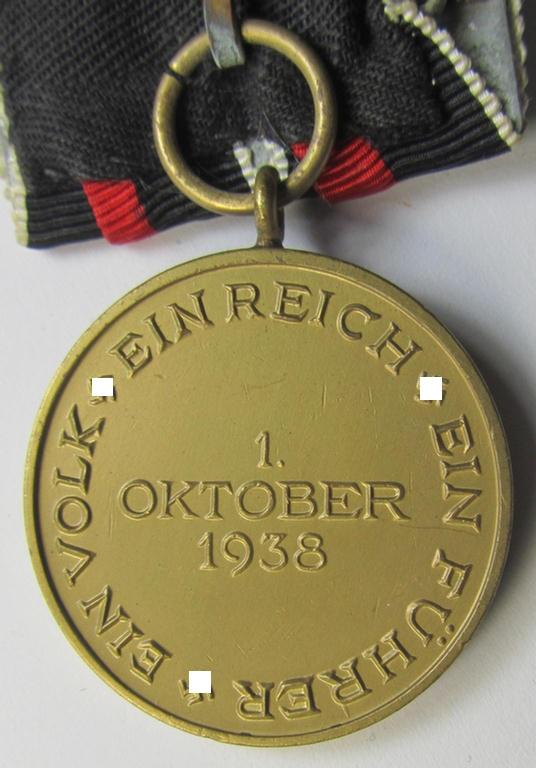 EIN VOLK EIN REICH EIN FÜHRER
1.
OKTOBER
1938